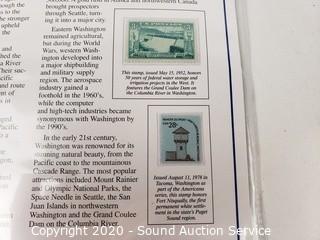 brought prospectors
through Seattle, turn-
ing it into a major city.
Eastern Washington
remained agricultural,
but during the World
Wars, western Wash-
ington developed into
a major shipbuilding
and military supply
region. The aerospace
industry gained a
foothold in the 1960's,
while the computer
and high-tech industries became
synonymous with Washington by
the 1990's.
In the early 21st century,
Washington was renowned for its
stunning natural beauty, from the
Pacific coast to the mountainous
Cascade Range. The most popular
attractions included Mount Rainier
and Olympic National Parks, the
Space Needle in Seattle, the San
Juan Islands in northwestern
Washington and the Grand Coulee
Dam on the Columbia River.
This stamp, issued May 15, 1952, honors
50 years of federal water storage and
irrigation projects in the West. It
features the Grand Coulee Dam on
the Columbia River in Washington.
28c
Issued August 11, 1978 in
Tacoma, Washington as
part of the Americana
series, this stamp honors
Fort Nisqually, the first
permanent white settle-
ment in the state's Puget
Sound region.
Copyright 2020 - Sound Auction Service, Inc.